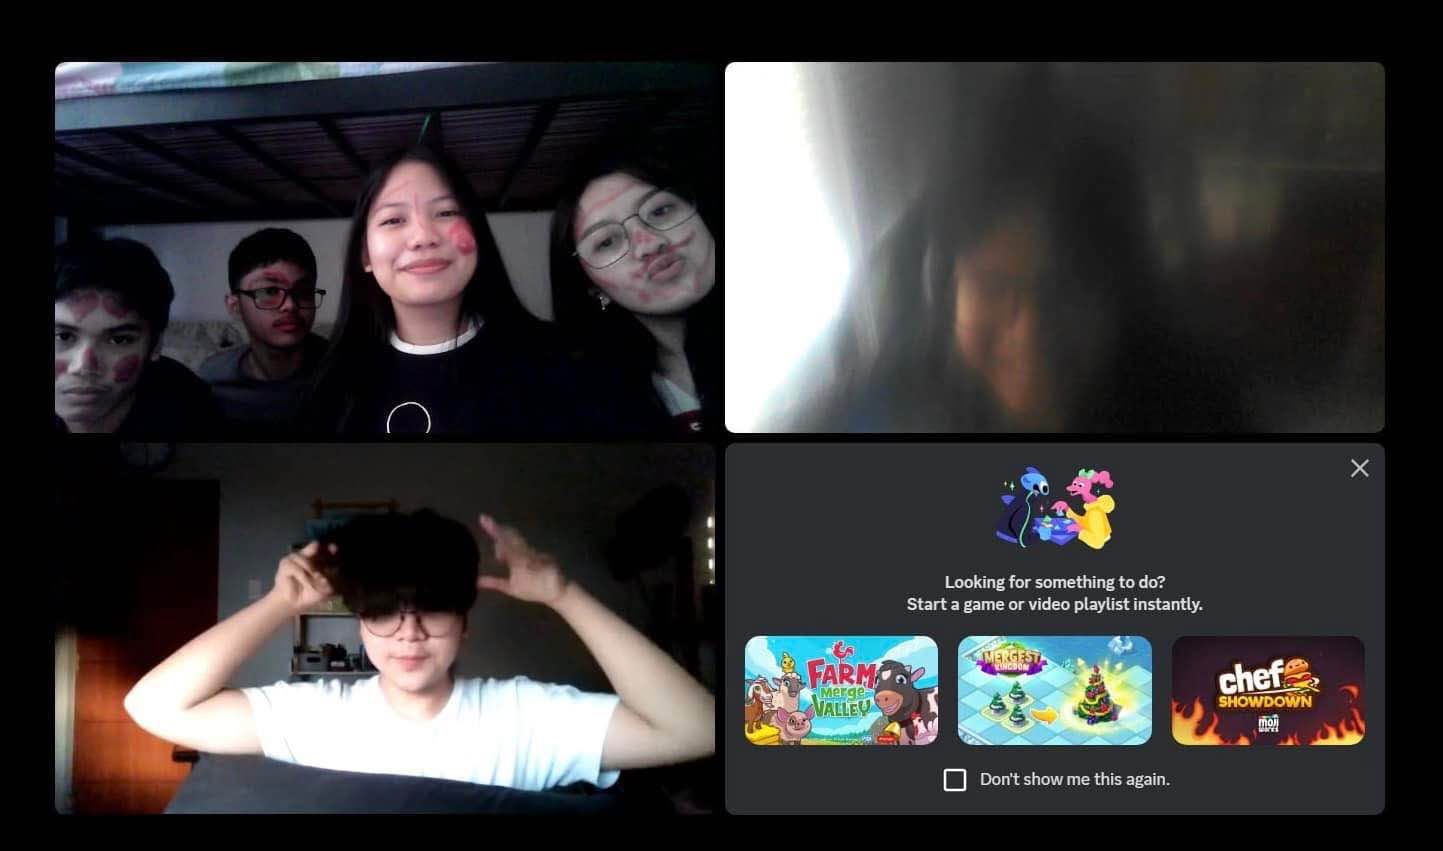 Looking for something to do?
Start a game or video playlist instantly.
FARM
Merge
VALLEY
MERGEST
KINGDOM
chef
SHOWDOWN
moji
works
Don't show me this again.